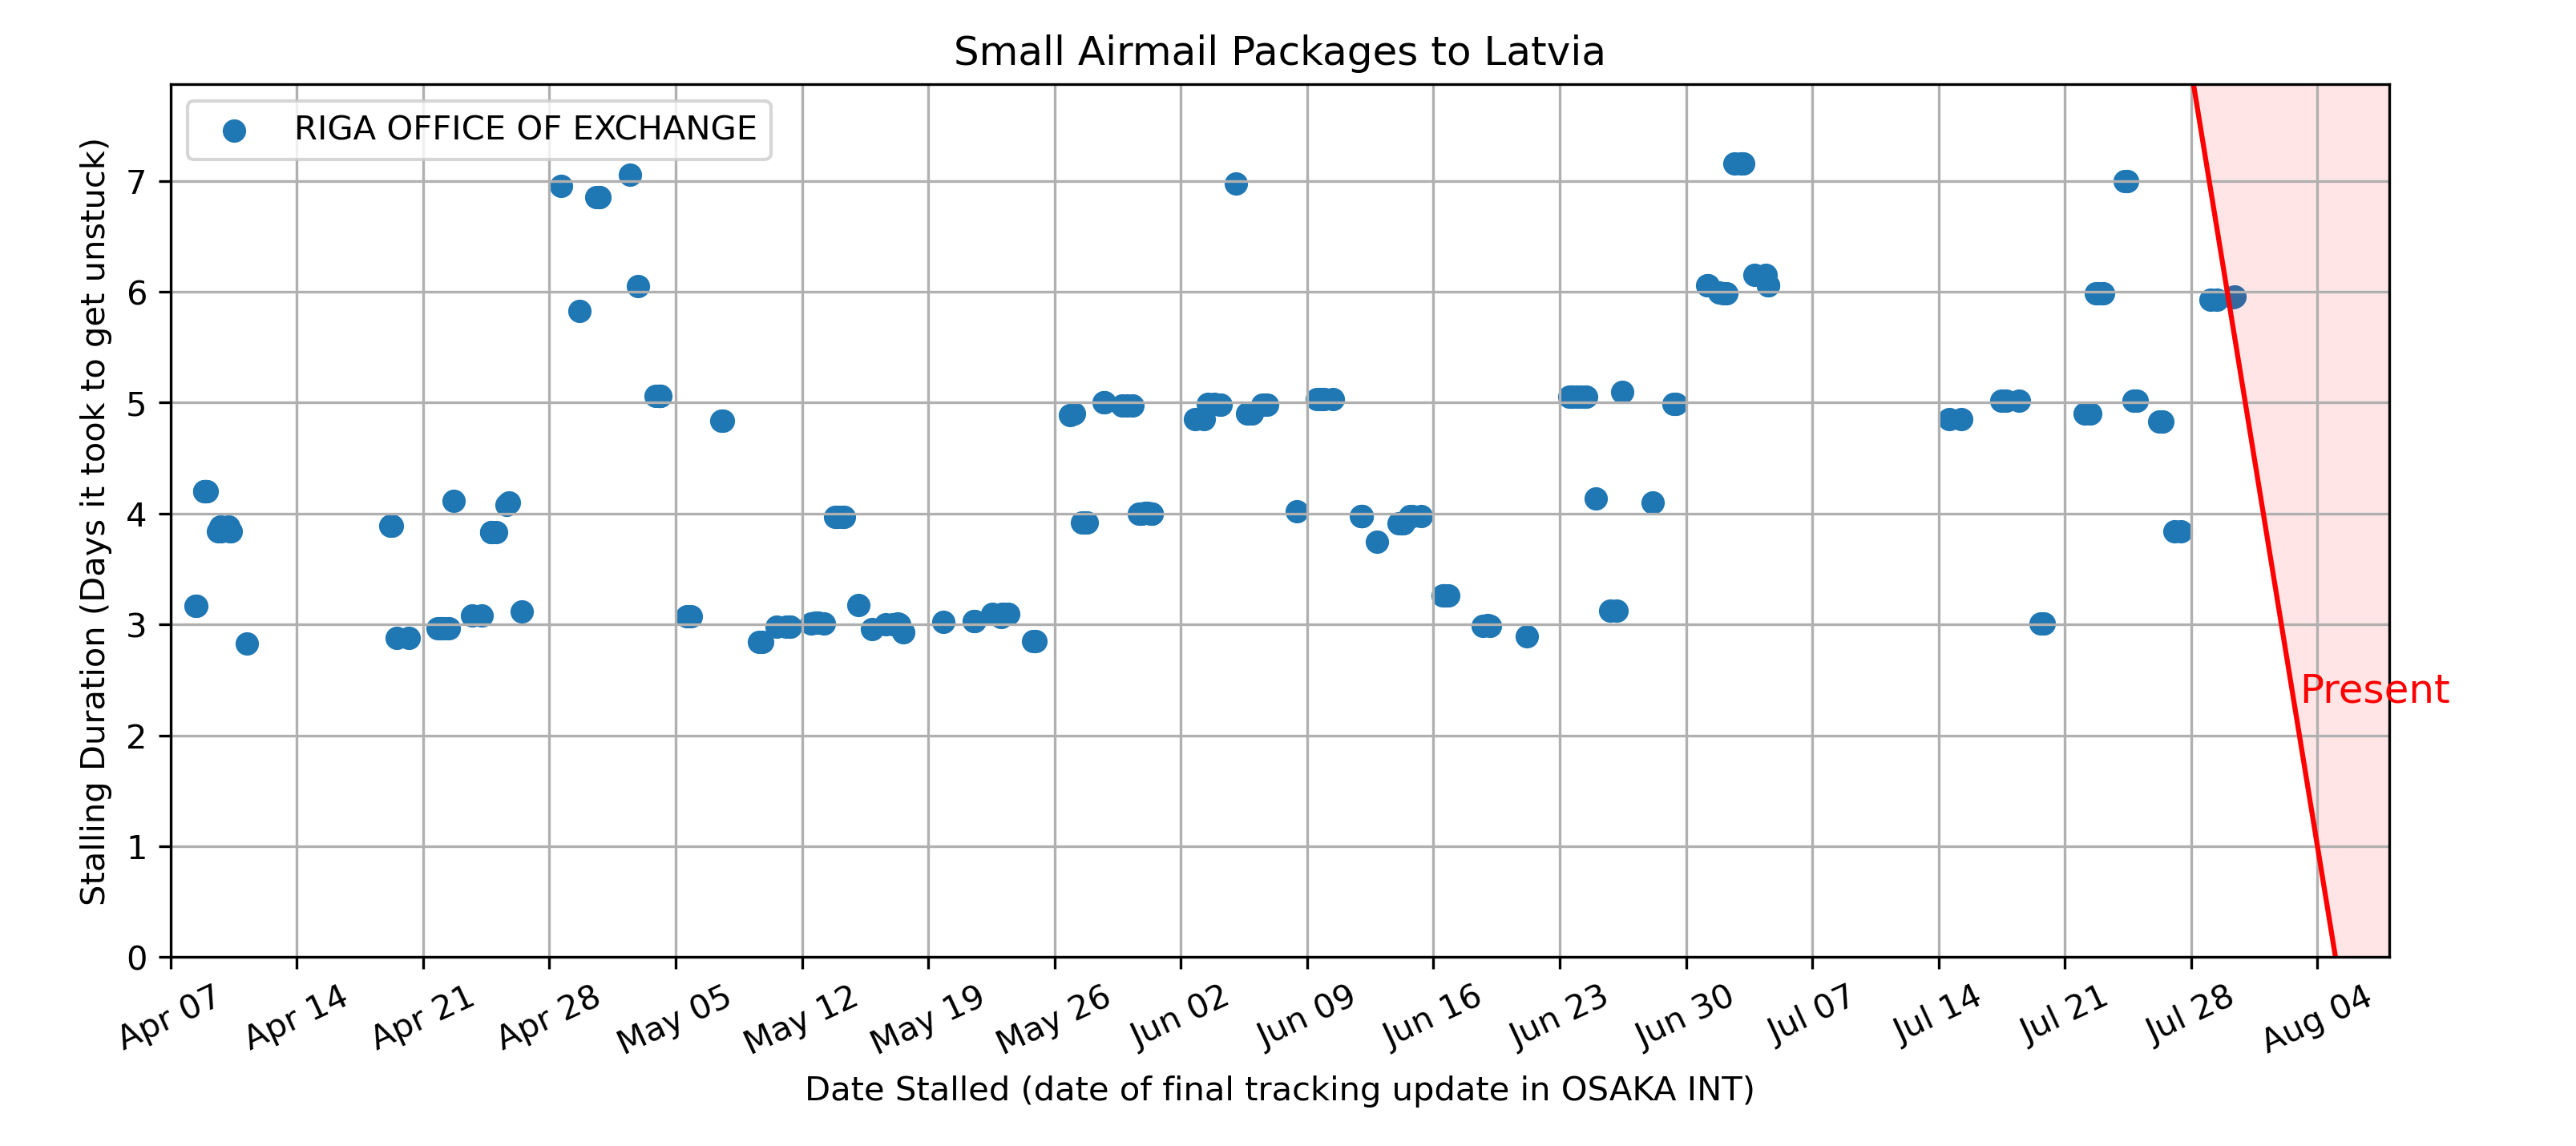 Small Airmail Packages to Latvia
RIGA OFFICE OF EXCHANGE
Stalling Duration (Days it took to get unstuck)
7
6
5
4
3
2
1
0
Present
Apr 07
Apr 14
Apr 21
Apr 28
May 05
May 12
May 19
May 26
Jun 02
Jun 09
Jun 16
Jun 23
Jun 30
Jul 07
Jul 14
Jul 21
Jul 28
Aug 04
Date Stalled (date of final tracking update in OSAKA INT)